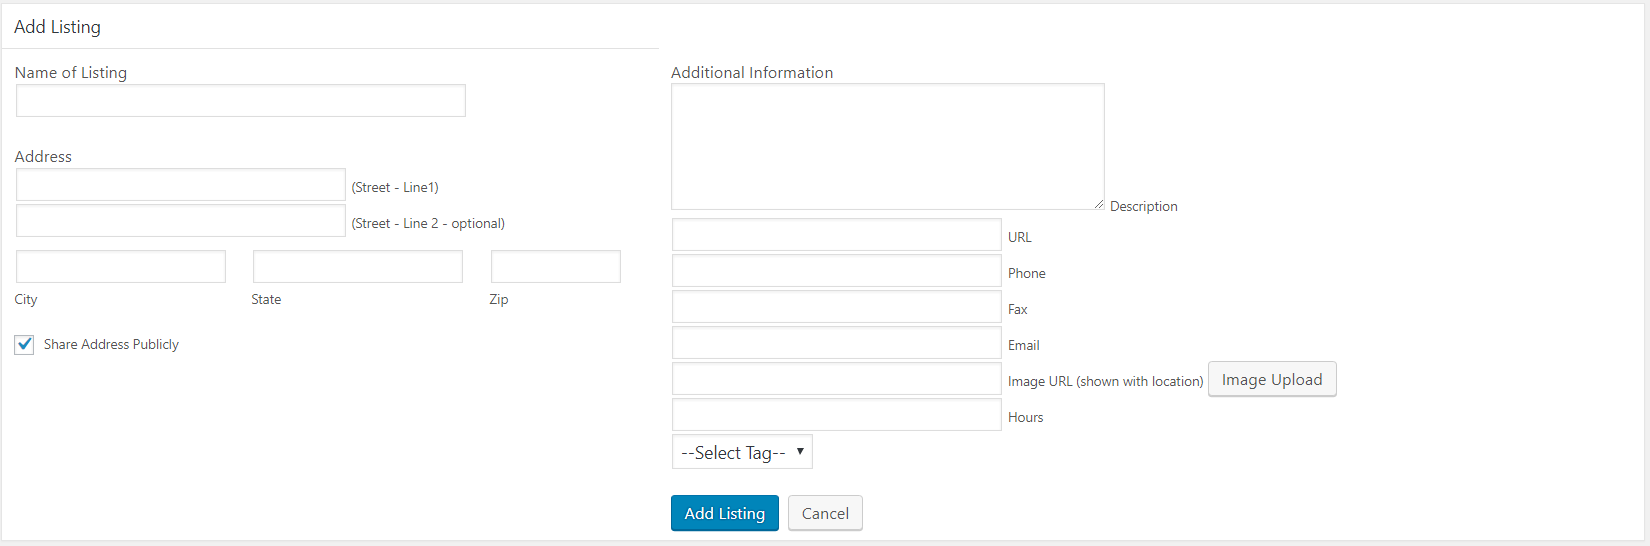 Add Listing
Name of Listing
Address
(Street - Line1)
(Street - Line 2 - optional)
City State Zip
Share Address Publicly
Additional Information
Description
URL
Phone
Fax
Email
Image URL (shown with location) Image Upload
Hours
--Select Tag--
Add Listing Cancel